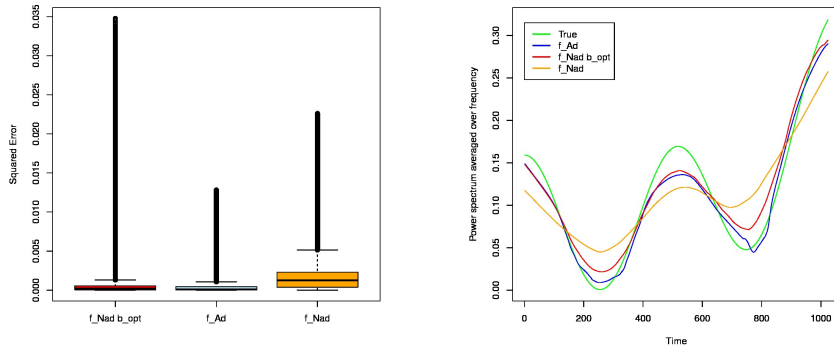 Squared Error
0.000 0.005 0.010 0.015 0.020 0.025 0.030 0.035
f_Nad b_opt f_Ad f_Nad
Power spectrum averaged over frequency
0.00 0.05 0.10 0.15 0.20 0.25 0.30
True
f_Ad
f_Nad b_opt
f_Nad
0 200 400 600 800 1000
Time